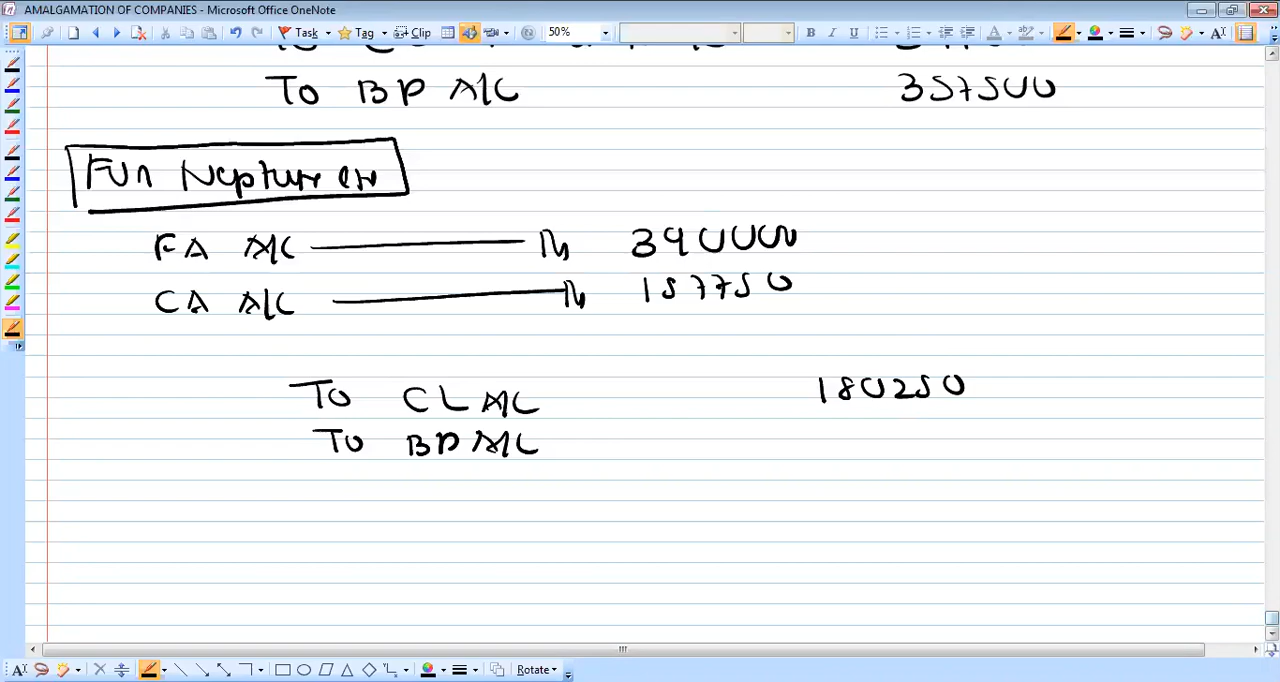 AMALGAMATION OF COMPANIES - Microsoft Office OneNote
Task Tag Clip 50% B I U
To BP A/C 357500
For Neptune co
FA A/C Dr 390000
CA A/C Dr 157750
To CL A/C 180250
To BP A/C
Rotate